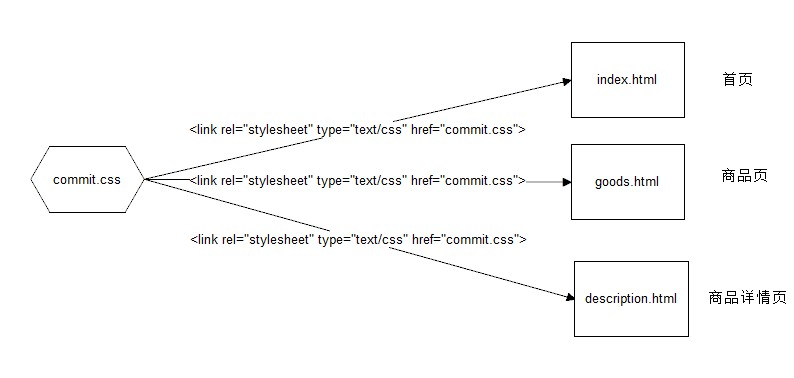 index.html
首页
<link rel="stylesheet" type="text/css" href="commit.css">
commit.css
<link rel="stylesheet" type="text/css" href="commit.css">
goods.html
商品页
<link rel="stylesheet" type="text/css" href="commit.css">
description.html
商品详情页